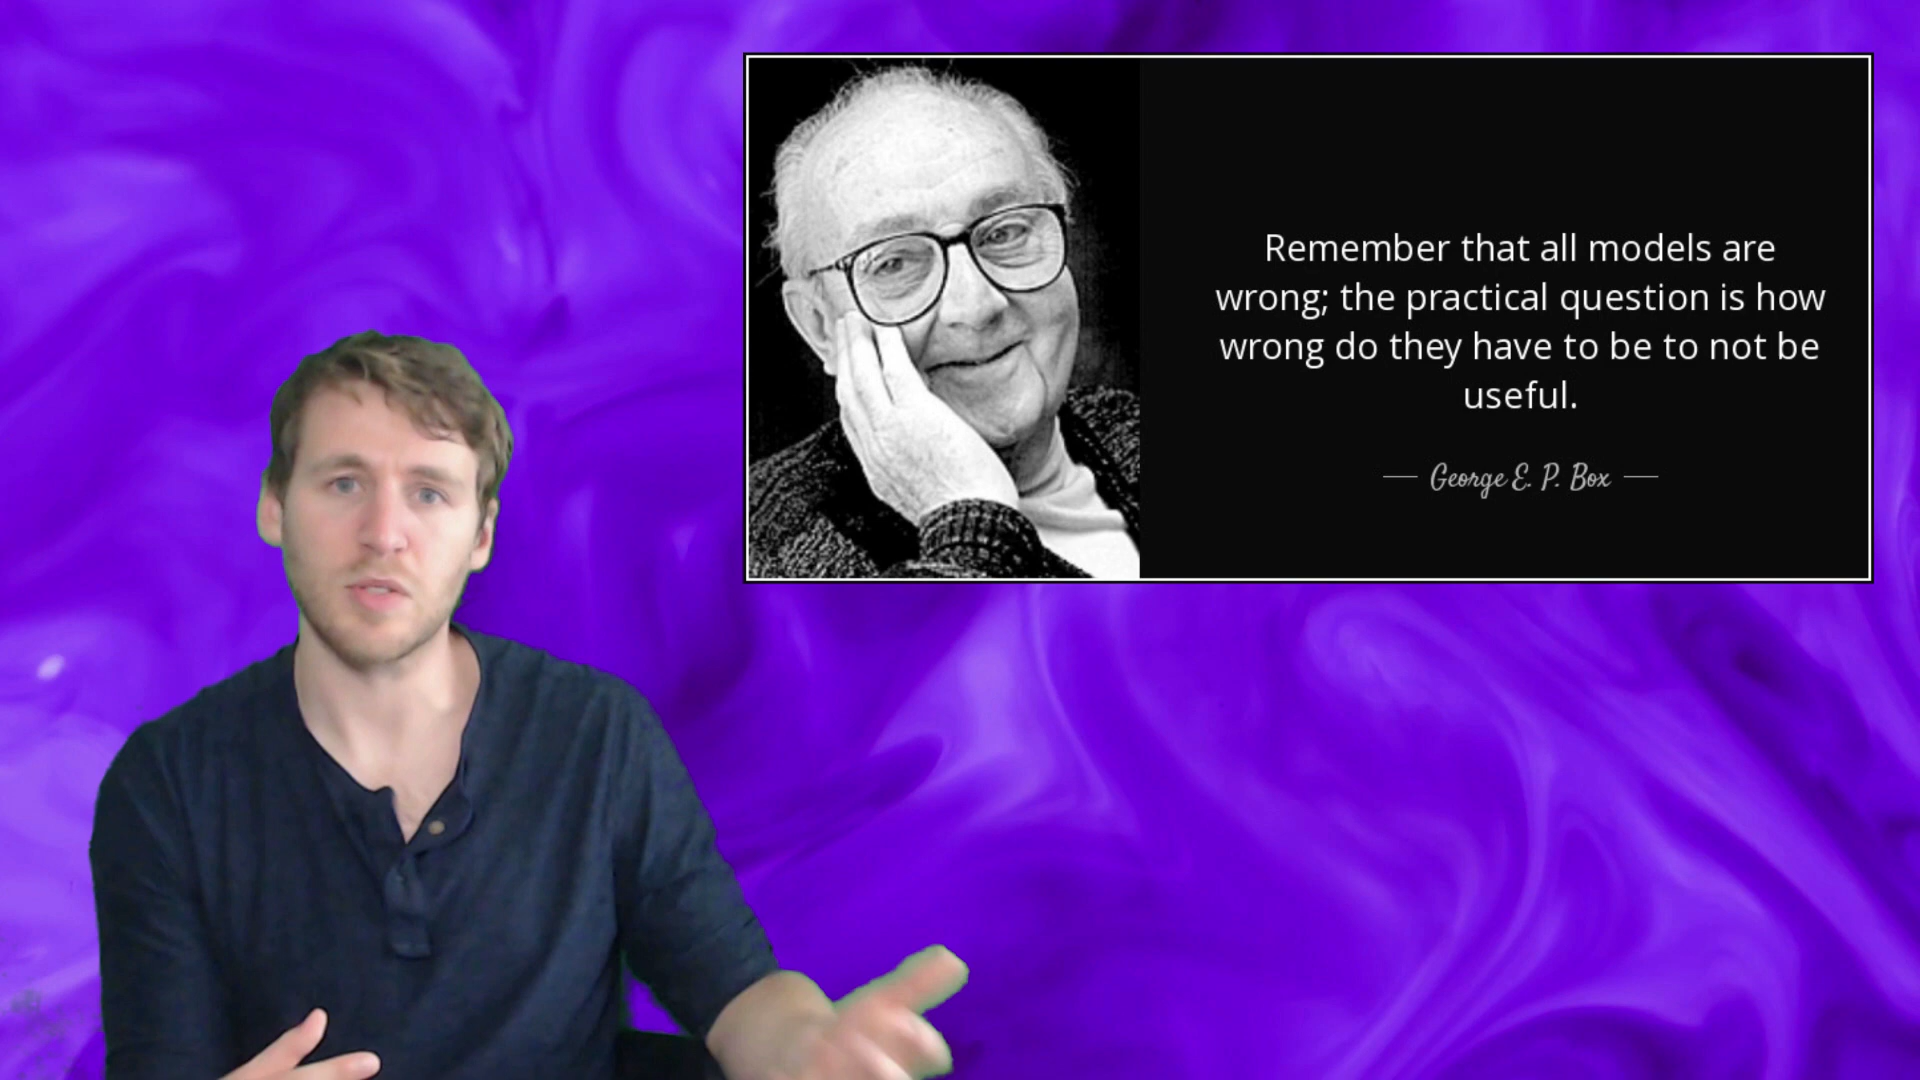 Remember that all models are
wrong; the practical question is how
wrong do they have to be to not be
useful.
George E. P. Box